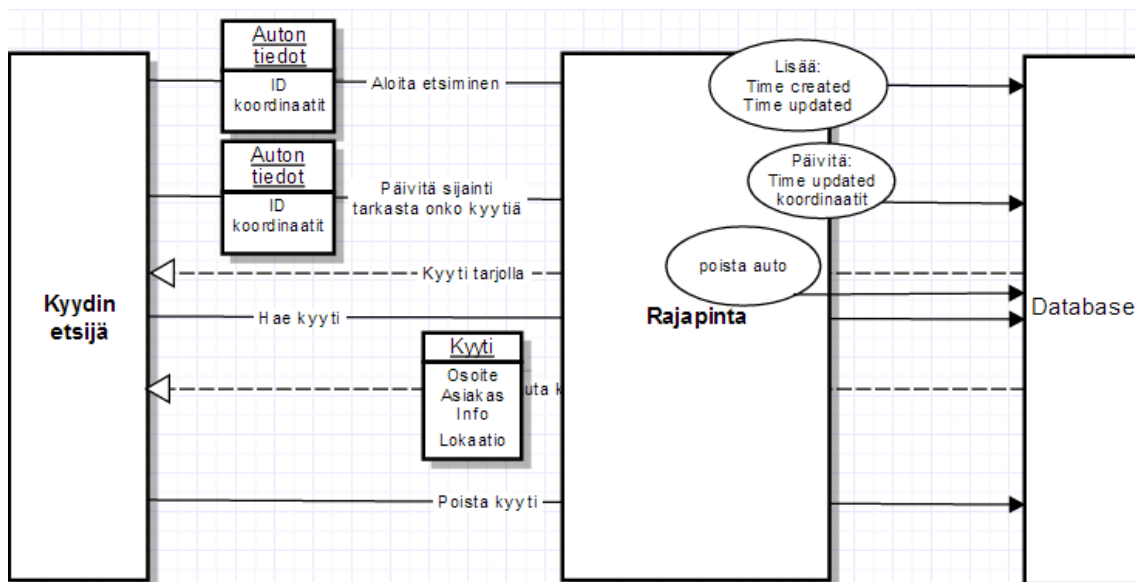 Auton
tiedot
ID
koordinaatit
Aloita etsiminen
Lisää:
Time created
Time updated
Auton
tiedot
ID
koordinaatit
Päivitä sijainti
tarkasta onko kyytiä
Päivitä:
Time updated
koordinaatit
Kyyti tarjolla
poista auto
Kyydin
etsijä
Hae kyyti
Rajapinta
Database
Kyyti
Osoite
Asiakas
Info
Lokaatio
Poista kyyti